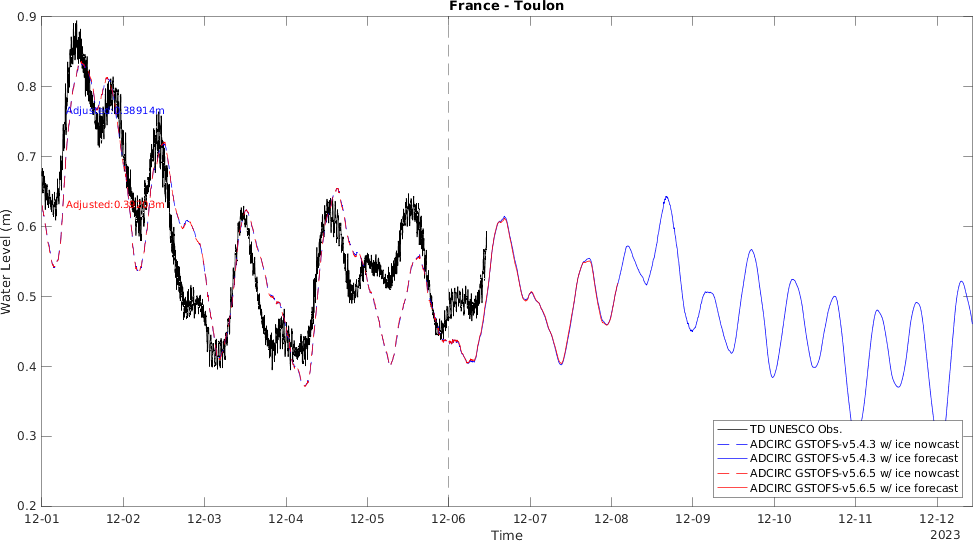 France - Toulon
0.9
0.8
0.7
0.6
0.5
0.4
0.3
0.2
Water Level (m)
38914m
TD UNESCO Obs.
ADCIRC GSTOFS-v5.4.3 w/ ice nowcast
ADCIRC GSTOFS-v5.4.3 w/ ice forecast
ADCIRC GSTOFS-v5.6.5 w/ ice nowcast
ADCIRC GSTOFS-v5.6.5 w/ ice forecast
12-01 12-02 12-03 12-04 12-05 12-06 12-07 12-08 12-09 12-10 12-11 12-12
Time
2023